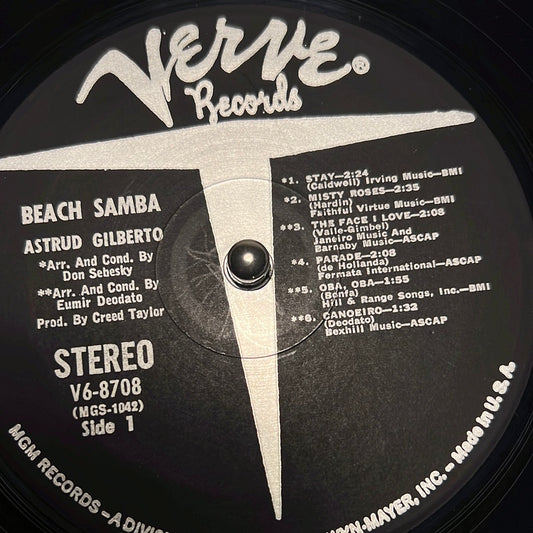 Verve®
Records
BEACH SAMBA
ASTRUD GILBERTO
*Arr. And Cond. By
Don Sebesky
**Arr. And Cond. By
Eumir Deodato
Prod. By Creed Taylor
STEREO
V6-8708
(MGS-1042)
Side 1
*1. STAY—2:24
(Caldwell) Irving Music—BMI
*2. MISTY ROSES—2:35
(Hardin)
Faithful Virtue Music—BMI
**3. THE FACE I LOVE—2:08
(Valle-Gimbel)
Janeiro Music And
Barnaby Music—ASCAP
*4. PARADE—2:08
(de Hollanda)
Fermata International—ASCAP
**5. OBA, OBA—1:55
(Bonfa)
Hill & Range Songs, Inc.—BMI
**6. CANOEIRO—1:32
(Deodato)
Bexhill Music—ASCAP
MGM RECORDS – A DIVIS WYN-MAYER, INC. – Made in U.S.A.